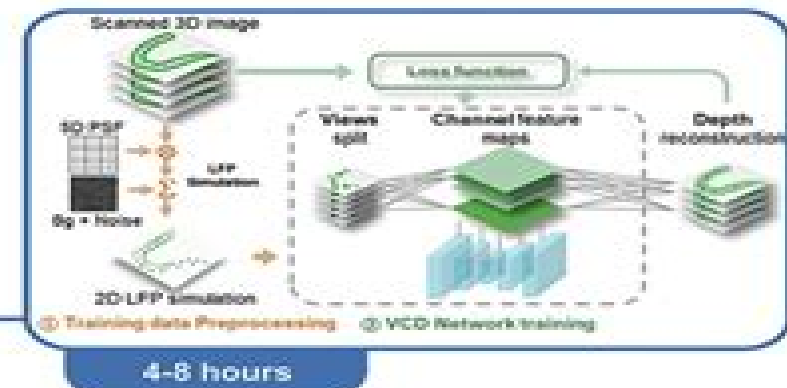 Scanned 3D image
Loss function
Views
split
Channel feature
maps
Depth
reconstruction
5D PSF
LFP
Simulation
Bg + Noise
2D LFP simulation
① Training data Preprocessing
② VCD Network training
4-8 hours